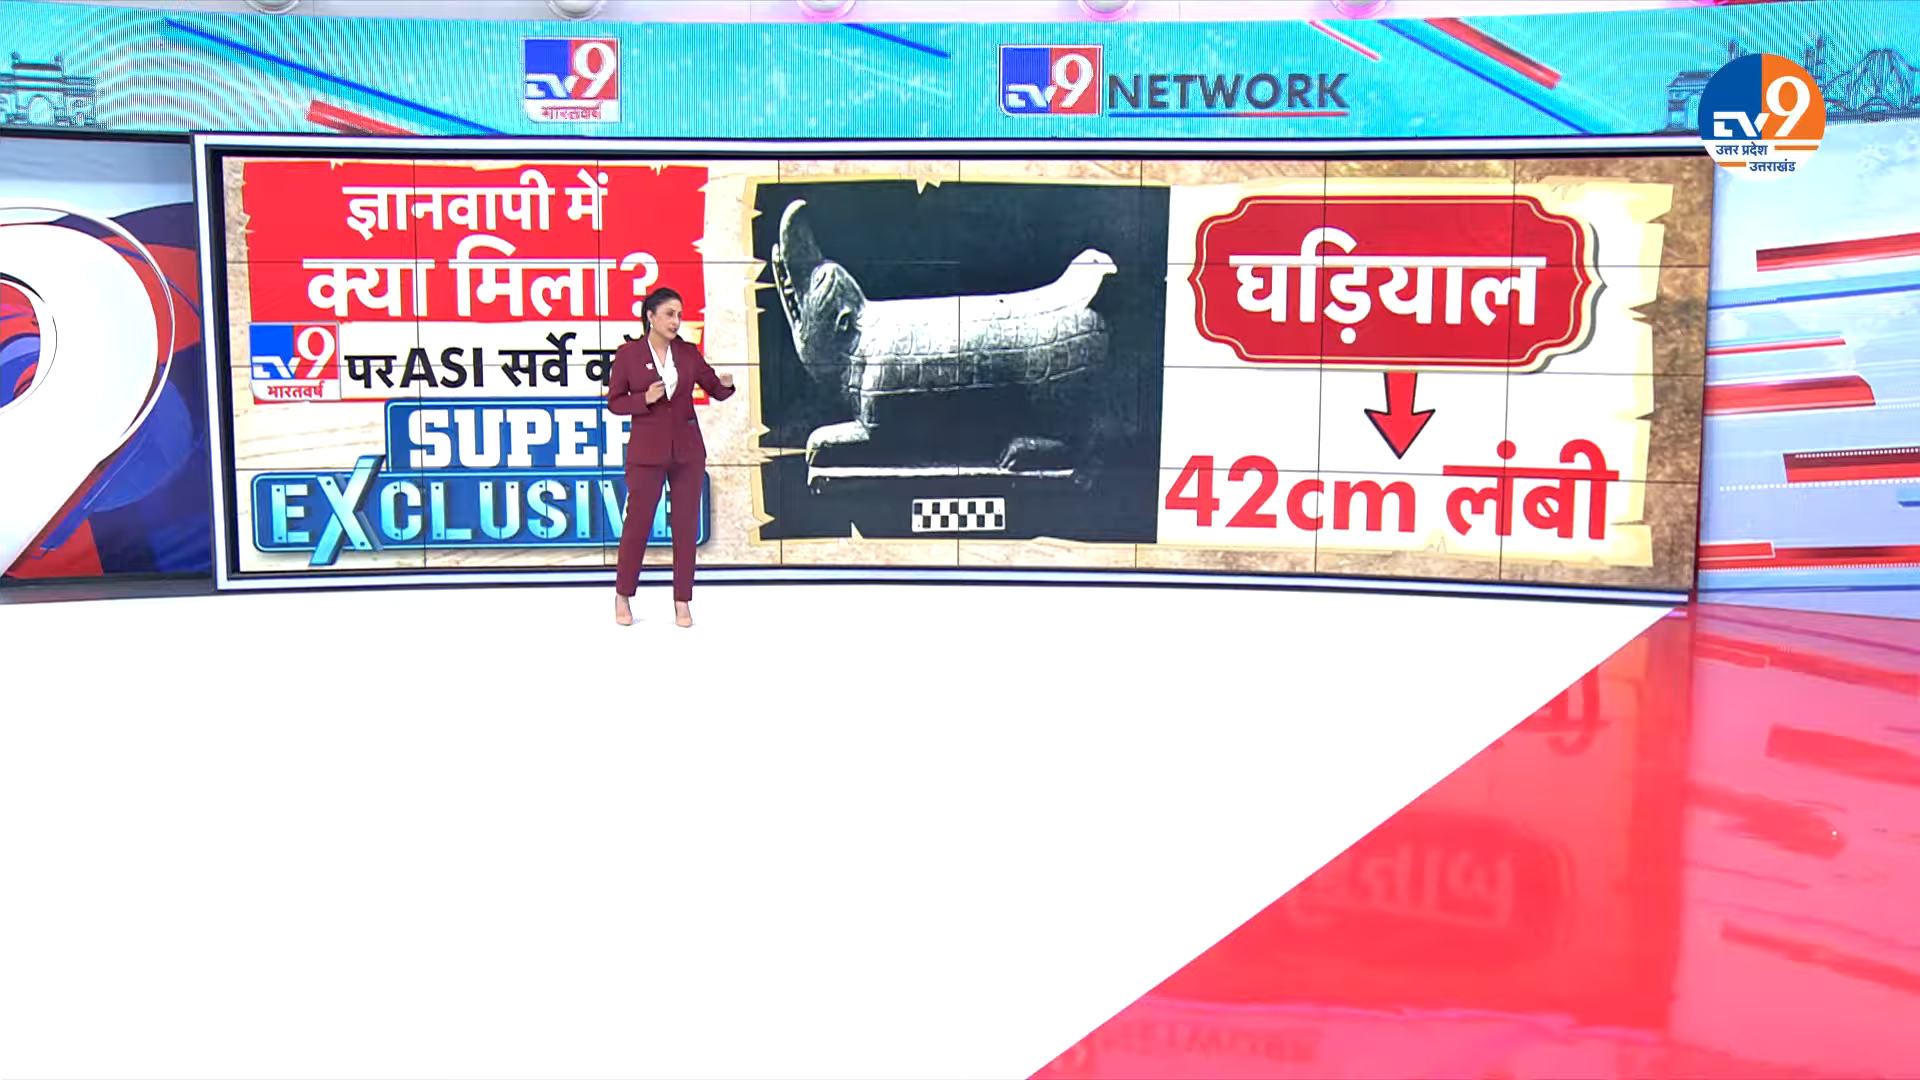 TV9
भारतवर्ष
TV9 NETWORK
TV9
उत्तर प्रदेश
उत्तराखंड
ज्ञानवापी में
क्या मिला?
TV9
भारतवर्ष
पर ASI सर्वे
SUPER
EXCLUSIVE
घड़ियाल
42cm लंबी